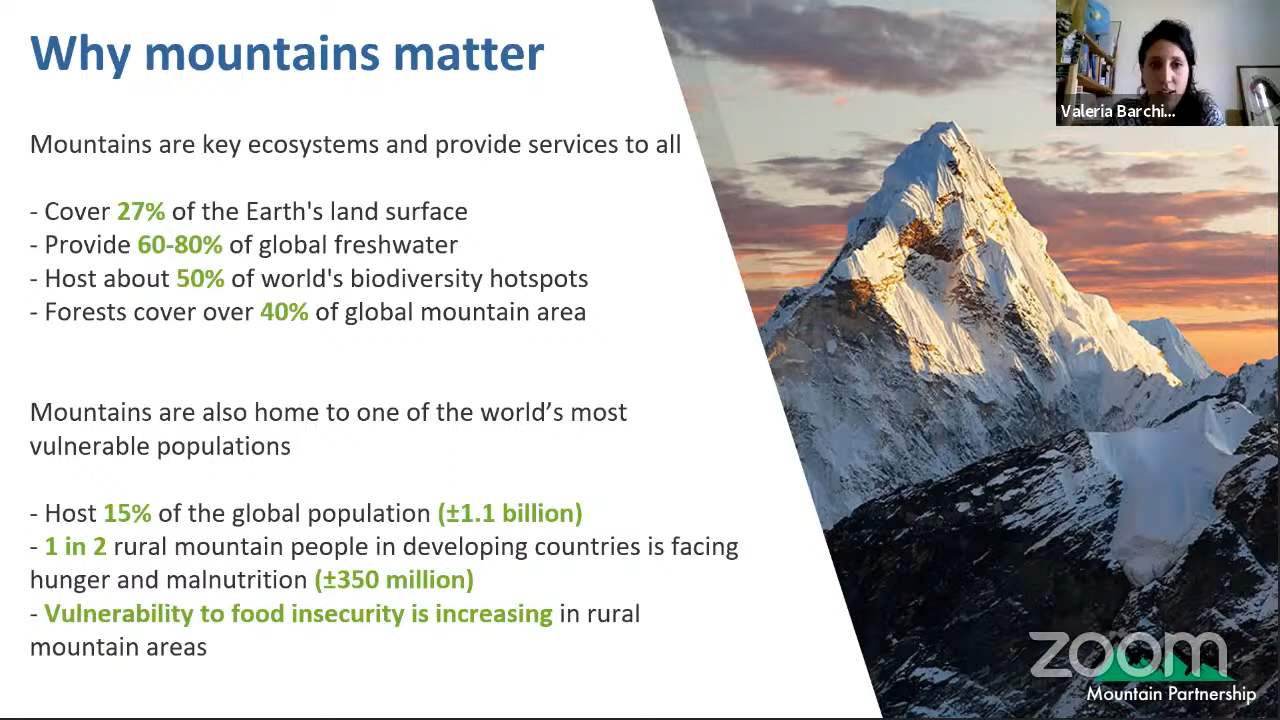 Why mountains matter
Mountains are key ecosystems and provide services to all
- Cover 27% of the Earth's land surface
- Provide 60-80% of global freshwater
- Host about 50% of world's biodiversity hotspots
- Forests cover over 40% of global mountain area
Mountains are also home to one of the world’s most
vulnerable populations
- Host 15% of the global population (±1.1 billion)
- 1 in 2 rural mountain people in developing countries is facing
hunger and malnutrition (±350 million)
- Vulnerability to food insecurity is increasing in rural
mountain areas
Valeria Barchi...
zoom
Mountain Partnership